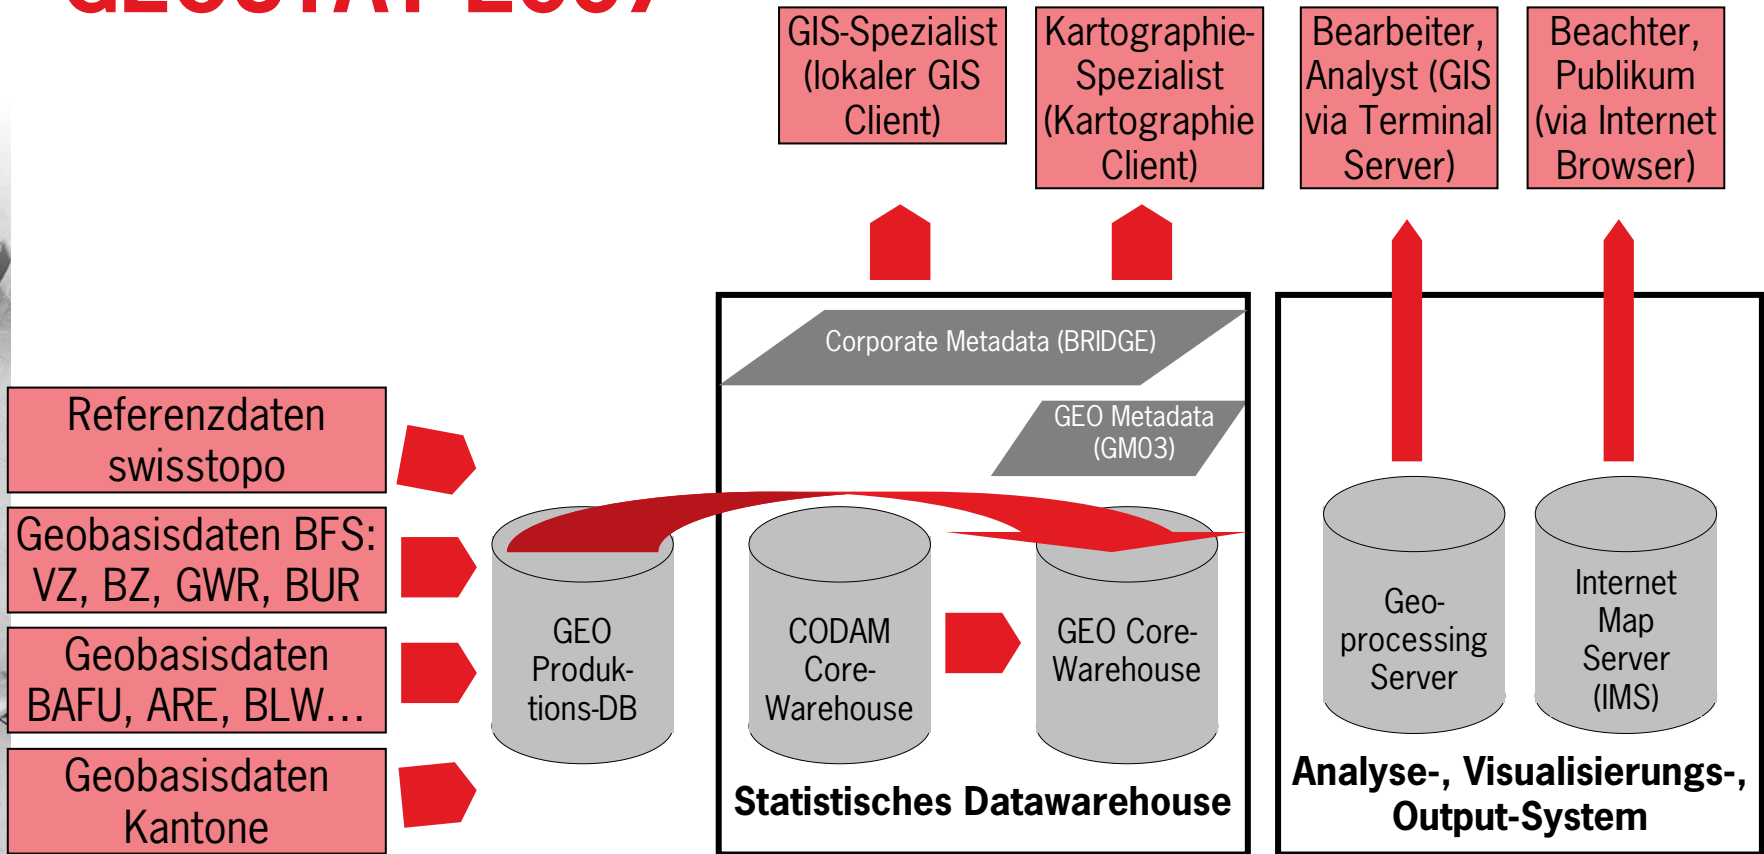 GEOSTAT 2007
GIS-Spezialist
(lokaler GIS
Client)
Kartographie-
Spezialist
(Kartographie
Client)
Bearbeiter,
Analyst (GIS
via Terminal
Server)
Beachter,
Publikum
(via Internet
Browser)
Corporate Metadata (BRIDGE)
GEO Metadata
(GM03)
Referenzdaten
swisstopo
Geobasisdaten BFS:
VZ, BZ, GWR, BUR
Geobasisdaten
BAFU, ARE, BLW...
Geobasisdaten
Kantone
GEO
Produk-
tions-DB
CODAM
Core-
Warehouse
GEO Core-
Warehouse
Statistisches Datawarehouse
Geo-
processing
Server
Internet
Map
Server
(IMS)
Analyse-, Visualisierungs-,
Output-System